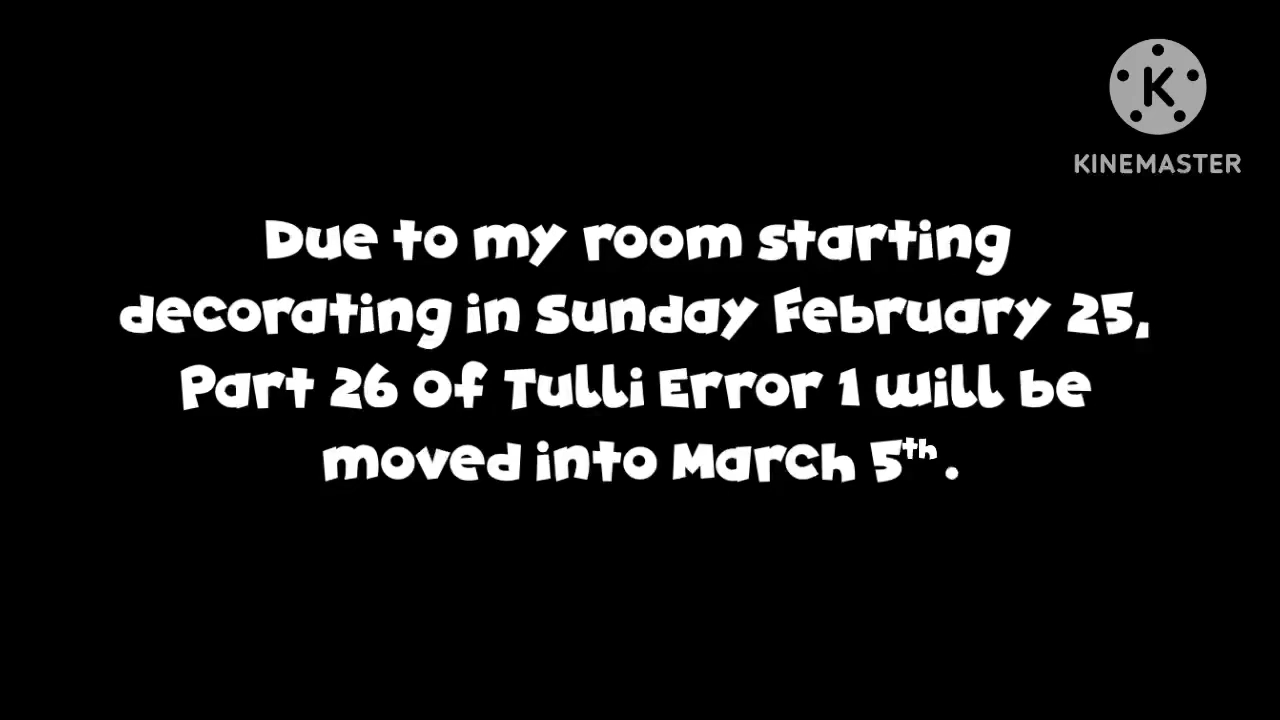 K
KINEMASTER
Due to my room starting
decorating in Sunday February 25,
Part 26 Of Tulli Error 1 will be
moved into March 5th.